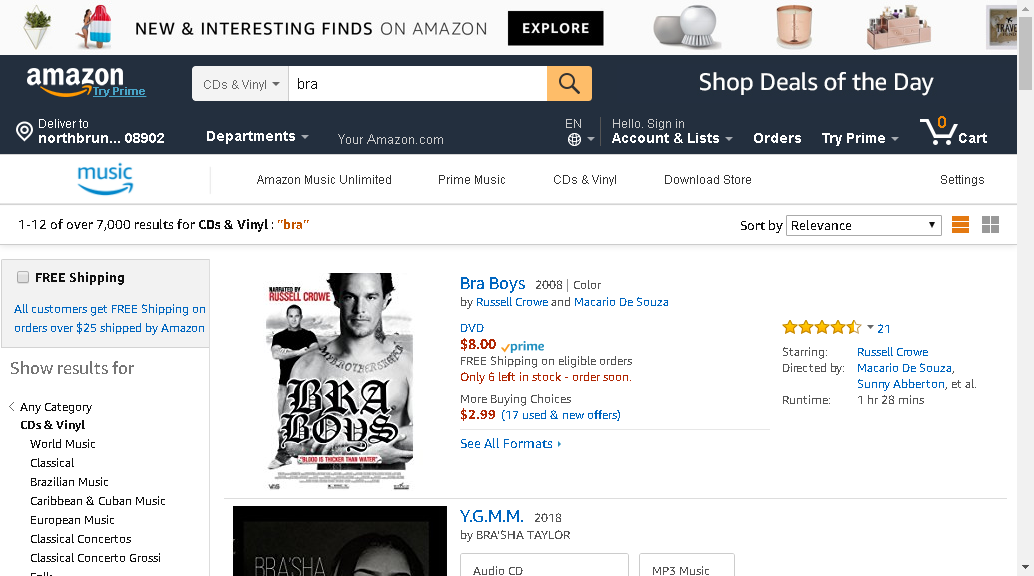 NEW & INTERESTING FINDS ON AMAZON EXPLORE
amazon
Try Prime
CDs & Vinyl bra
Shop Deals of the Day
Deliver to
northbrun... 08902
Departments
Your Amazon.com
EN
Hello. Sign in
Account & Lists
Orders
Try Prime
0
Cart
music
Amazon Music Unlimited Prime Music CDs & Vinyl Download Store Settings
1-12 of over 7,000 results for CDs & Vinyl : "bra"
Sort by Relevance
FREE Shipping
All customers get FREE Shipping on
orders over $25 shipped by Amazon
Show results for
Any Category
CDs & Vinyl
World Music
Classical
Brazilian Music
Caribbean & Cuban Music
European Music
Classical Concertos
Classical Concerto Grossi
Folk
NARRATED BY
RUSSELL CROWE
BRA
BOYS
"BLOOD IS THICKER THAN WATER"
Bra Boys 2008 | Color
by Russell Crowe and Macario De Souza
DVD
$8.00 prime
FREE Shipping on eligible orders
Only 6 left in stock - order soon.
More Buying Choices
$2.99 (17 used & new offers)
See All Formats
21
Starring: Russell Crowe
Directed by: Macario De Souza,
Sunny Abberton, et al.
Runtime: 1 hr 28 mins
BRA'SHA
Y.G.M.M. 2018
by BRA'SHA TAYLOR
Audio CD
MP3 Music